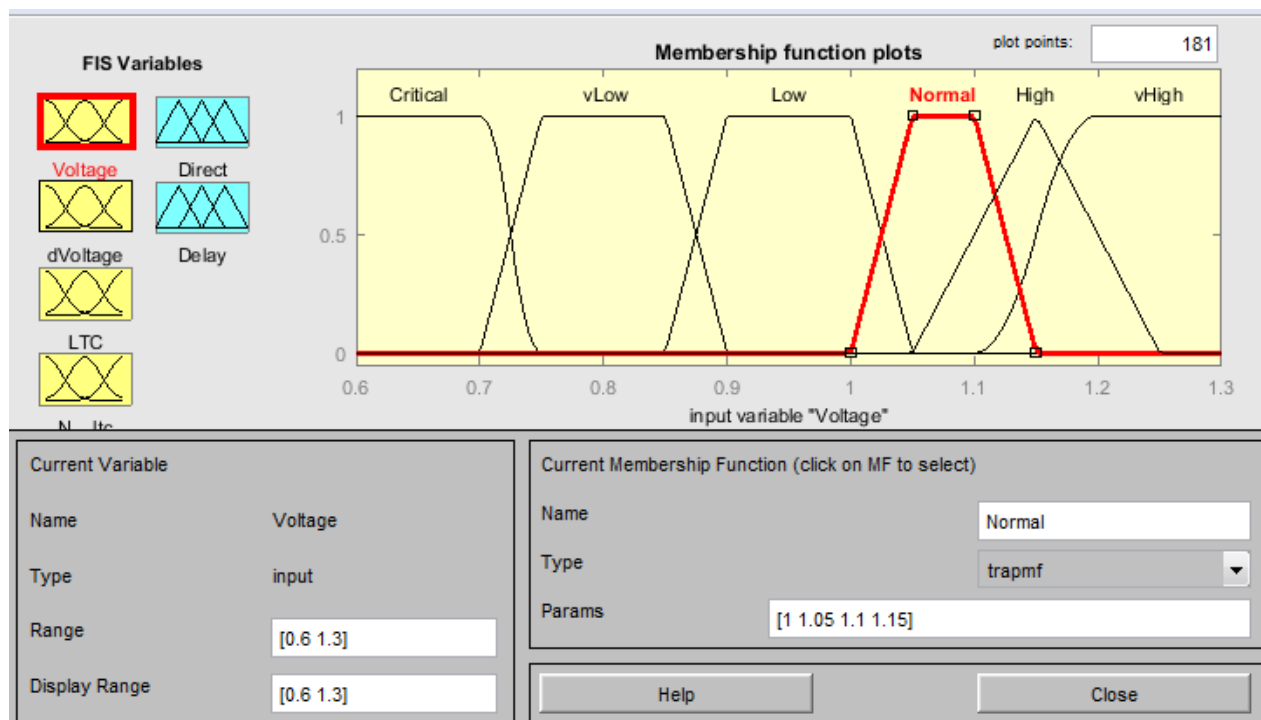 FIS Variables
Voltage
Direct
dVoltage
Delay
LTC
Membership function plots
plot points:
181
Critical
vLow
Low
Normal
High
vHigh
1
0.5
0
0.6
0.7
0.8
0.9
1
1.1
1.2
1.3
input variable "Voltage"
Current Variable
Name
Voltage
Type
input
Range
[0.6 1.3]
Display Range
[0.6 1.3]
Current Membership Function (click on MF to select)
Name
Normal
Type
trapmf
Params
[1 1.05 1.1 1.15]
Help
Close